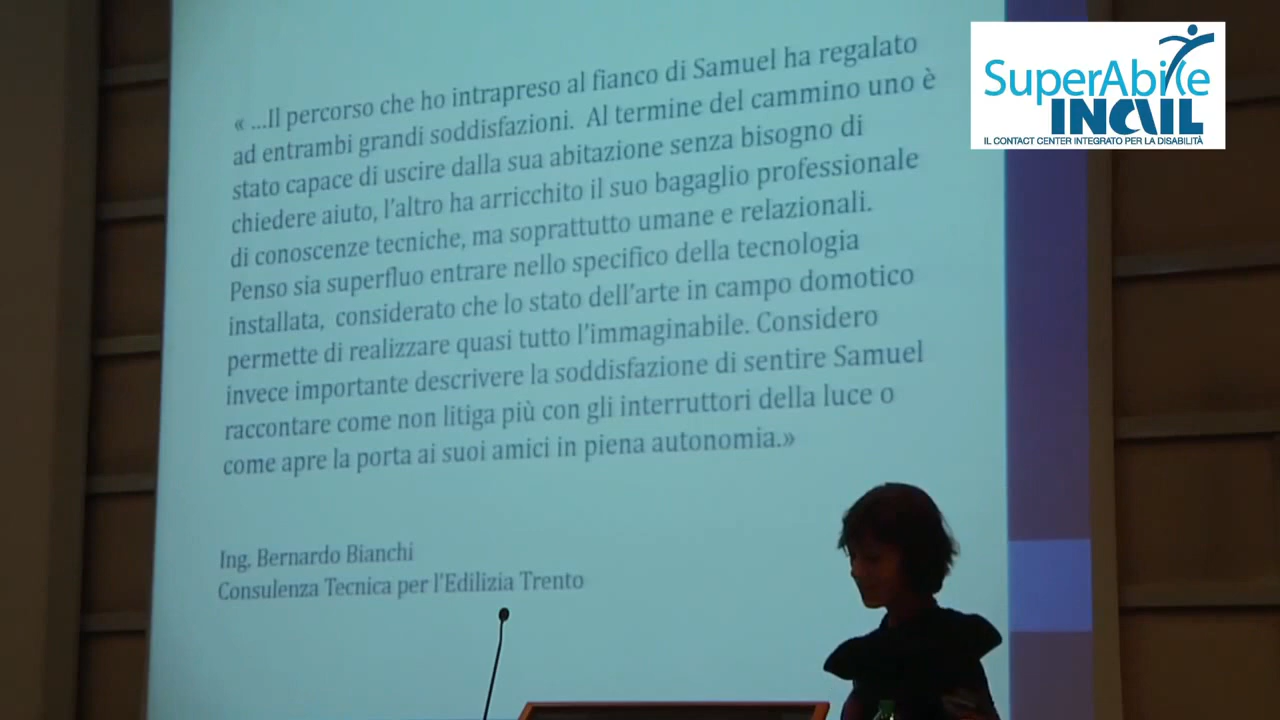 SuperAbile
INAIL
IL CONTACT CENTER INTEGRATO PER LA DISABILITÀ
« ...Il percorso che ho intrapreso al fianco di Samuel ha regalato
ad entrambi grandi soddisfazioni. Al termine del cammino uno è
stato capace di uscire dalla sua abitazione senza bisogno di
chiedere aiuto, l'altro ha arricchito il suo bagaglio professionale
di conoscenze tecniche, ma soprattutto umane e relazionali.
Penso sia superfluo entrare nello specifico della tecnologia
installata, considerato che lo stato dell'arte in campo domotico
permette di realizzare quasi tutto l'immaginabile. Considero
invece importante descrivere la soddisfazione di sentire Samuel
raccontare come non litiga più con gli interruttori della luce o
come apre la porta ai suoi amici in piena autonomia.»
Ing. Bernardo Bianchi
Consulenza Tecnica per l'Edilizia Trento